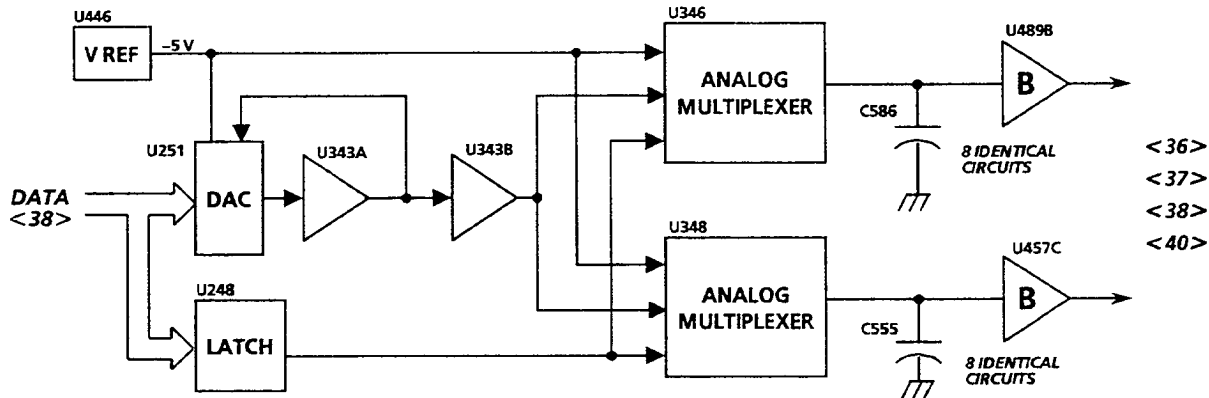 U446
V REF
–5 V
U346
ANALOG
MULTIPLEXER
U489B
B
C586
8 IDENTICAL
CIRCUITS
U251
DAC
U343A
U343B
DATA
<38>
<36>
<37>
<38>
<40>
U248
LATCH
U348
ANALOG
MULTIPLEXER
U457C
B
C555
8 IDENTICAL
CIRCUITS